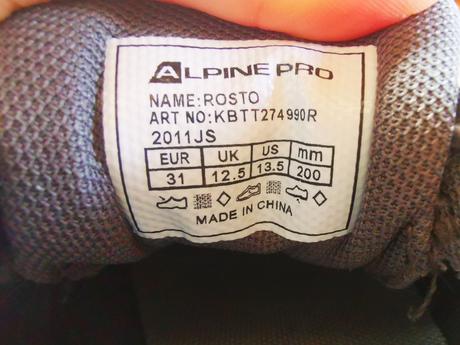 ALPINE PRO
NAME:ROSTO
ART NO:KBTT274990R
2011JS
EUR UK US mm
31 12.5 13.5 200
MADE IN CHINA